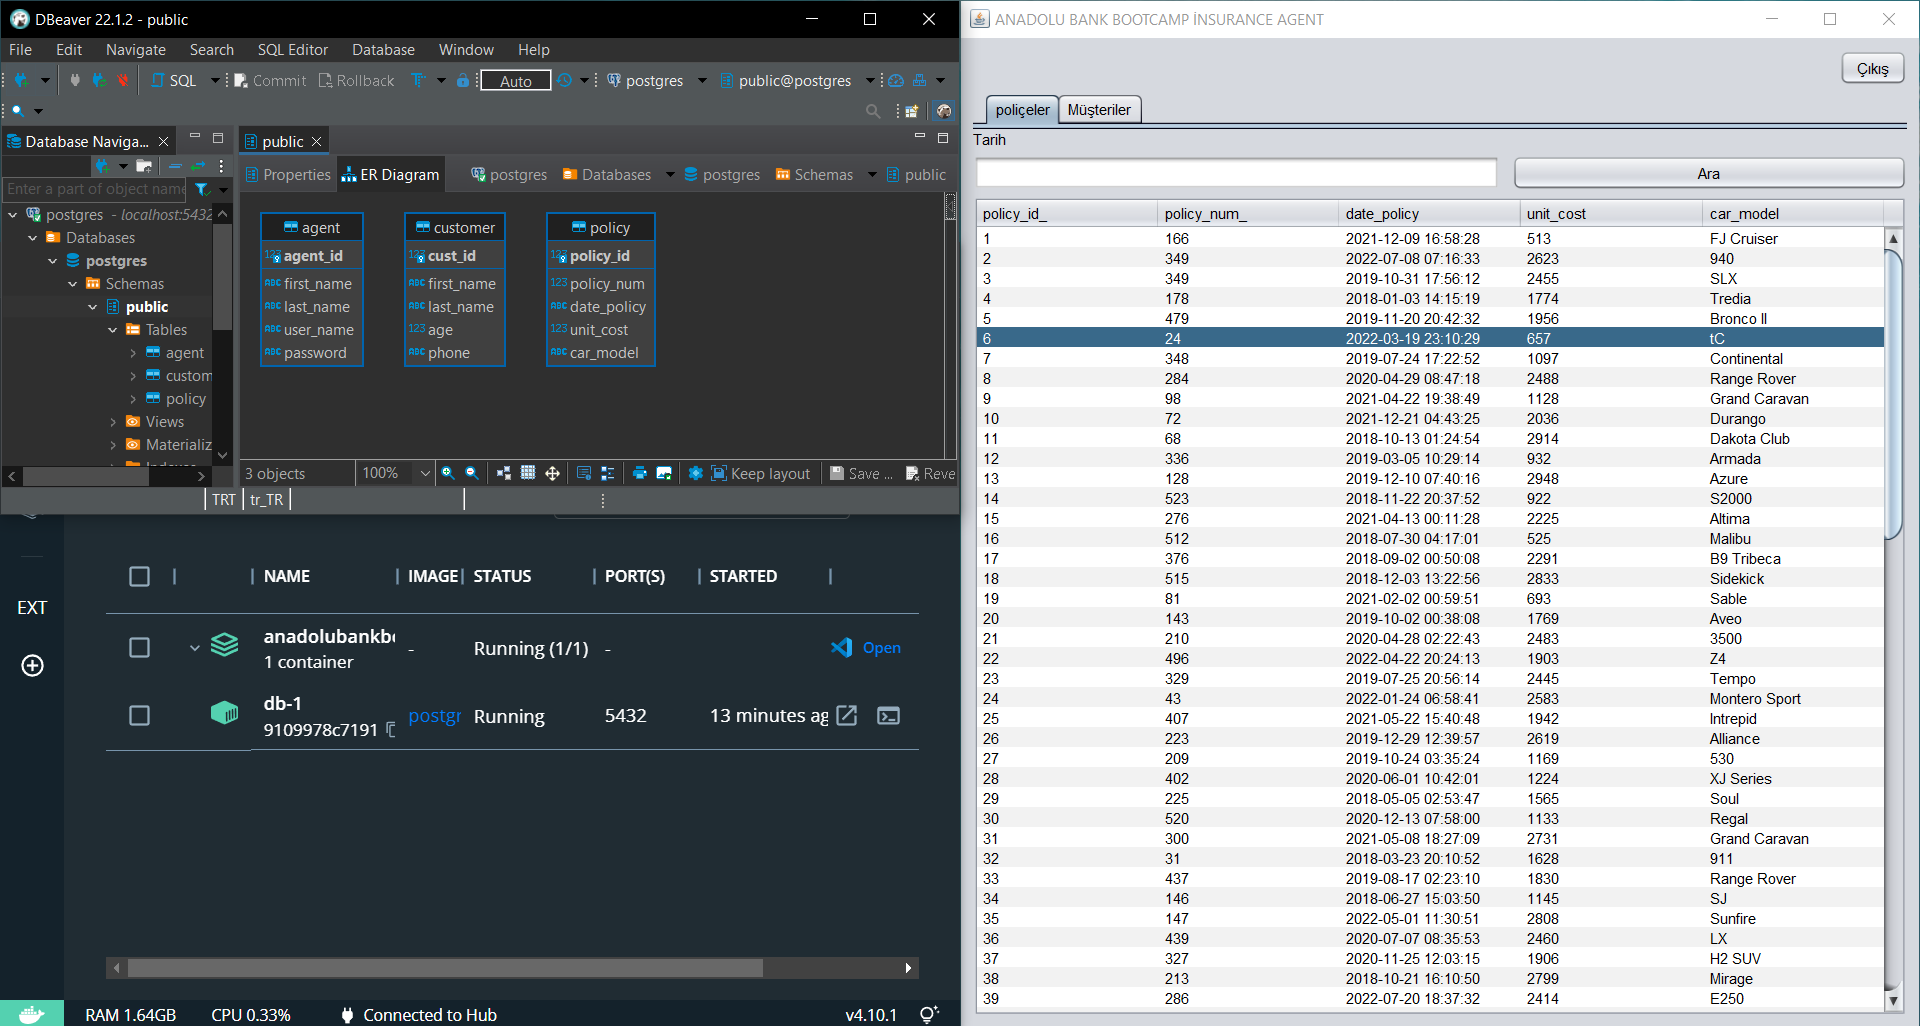 DBeaver 22.1.2 - public
File Edit Navigate Search SQL Editor Database Window Help
SQL Commit Rollback Auto postgres public@postgres
Database Naviga...
Enter a part of object name
postgres - localhost:5432
Databases
postgres
Schemas
public
Tables
agent
custom
policy
Views
Materializ
public
Properties ER Diagram postgres Databases postgres Schemas public
agent
agent_id
first_name
last_name
user_name
password
customer
cust_id
first_name
last_name
age
phone
policy
policy_id
policy_num
date_policy
unit_cost
car_model
3 objects 100% Keep layout Save ... Reve
TRT tr_TR
EXT
NAME IMAGE STATUS PORT(S) STARTED
anadolubankb
1 container
- Running (1/1) - Open
db-1
9109978c7191
postgr Running 5432 13 minutes ag
RAM 1.64GB CPU 0.33% Connected to Hub v4.10.1
ANADOLU BANK BOOTCAMP İNSURANCE AGENT
Çıkış
poliçeler Müşteriler
Tarih
Ara
policy_id_ policy_num_ date_policy unit_cost car_model
1 166 2021-12-09 16:58:28 513 FJ Cruiser
2 349 2022-07-08 07:16:33 2623 940
3 349 2019-10-31 17:56:12 2455 SLX
4 178 2018-01-03 14:15:19 1774 Tredia
5 479 2019-11-20 20:42:32 1956 Bronco II
6 24 2022-03-19 23:10:29 657 tC
7 348 2019-07-24 17:22:52 1097 Continental
8 284 2020-04-29 08:47:18 2488 Range Rover
9 98 2021-04-22 19:38:49 1128 Grand Caravan
10 72 2021-12-21 04:43:25 2036 Durango
11 68 2018-10-13 01:24:54 2914 Dakota Club
12 336 2019-03-05 10:29:14 932 Armada
13 128 2019-12-10 07:40:16 2948 Azure
14 523 2018-11-22 20:37:52 922 S2000
15 276 2021-04-13 00:11:28 2225 Altima
16 512 2018-07-30 04:17:01 525 Malibu
17 376 2018-09-02 00:50:08 2291 B9 Tribeca
18 515 2018-12-03 13:22:56 2833 Sidekick
19 81 2021-02-02 00:59:51 693 Sable
20 143 2019-10-02 00:38:08 1769 Aveo
21 210 2020-04-28 02:22:43 2483 3500
22 496 2022-04-22 20:24:13 1903 Z4
23 329 2019-07-25 20:56:14 2445 Tempo
24 43 2022-01-24 06:58:41 2583 Montero Sport
25 407 2021-05-22 15:40:48 1942 Intrepid
26 223 2019-12-29 12:39:57 2619 Alliance
27 209 2019-10-24 03:35:24 1169 530
28 402 2020-06-01 10:42:01 1224 XJ Series
29 225 2018-05-05 02:53:47 1565 Soul
30 520 2020-12-13 07:58:00 1133 Regal
31 300 2021-05-08 18:27:09 2731 Grand Caravan
32 31 2018-03-23 20:10:52 1628 911
33 437 2019-08-17 02:23:10 1830 Range Rover
34 146 2018-06-27 15:03:50 1145 SJ
35 147 2022-05-01 11:30:51 2808 Sunfire
36 439 2020-07-07 08:35:53 2460 LX
37 327 2020-11-25 12:03:15 1906 H2 SUV
38 213 2018-10-21 16:10:50 2799 Mirage
39 286 2022-07-20 18:37:32 2414 E250